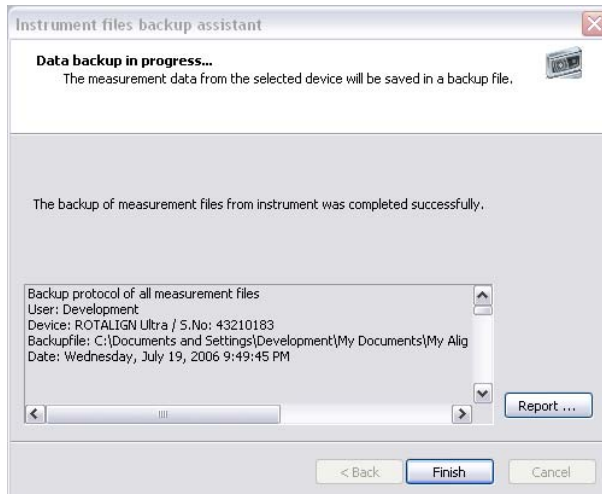 Instrument files backup assistant
Data backup in progress...
The measurement data from the selected device will be saved in a backup file.
The backup of measurement files from instrument was completed successfully.
Backup protocol of all measurement files
User: Development
Device: ROTALIGN Ultra / S.No: 43210183
Backupfile: C:\Documents and Settings\Development\My Documents\My Alig
Date: Wednesday, July 19, 2006 9:49:45 PM
Report ...
< Back Finish Cancel